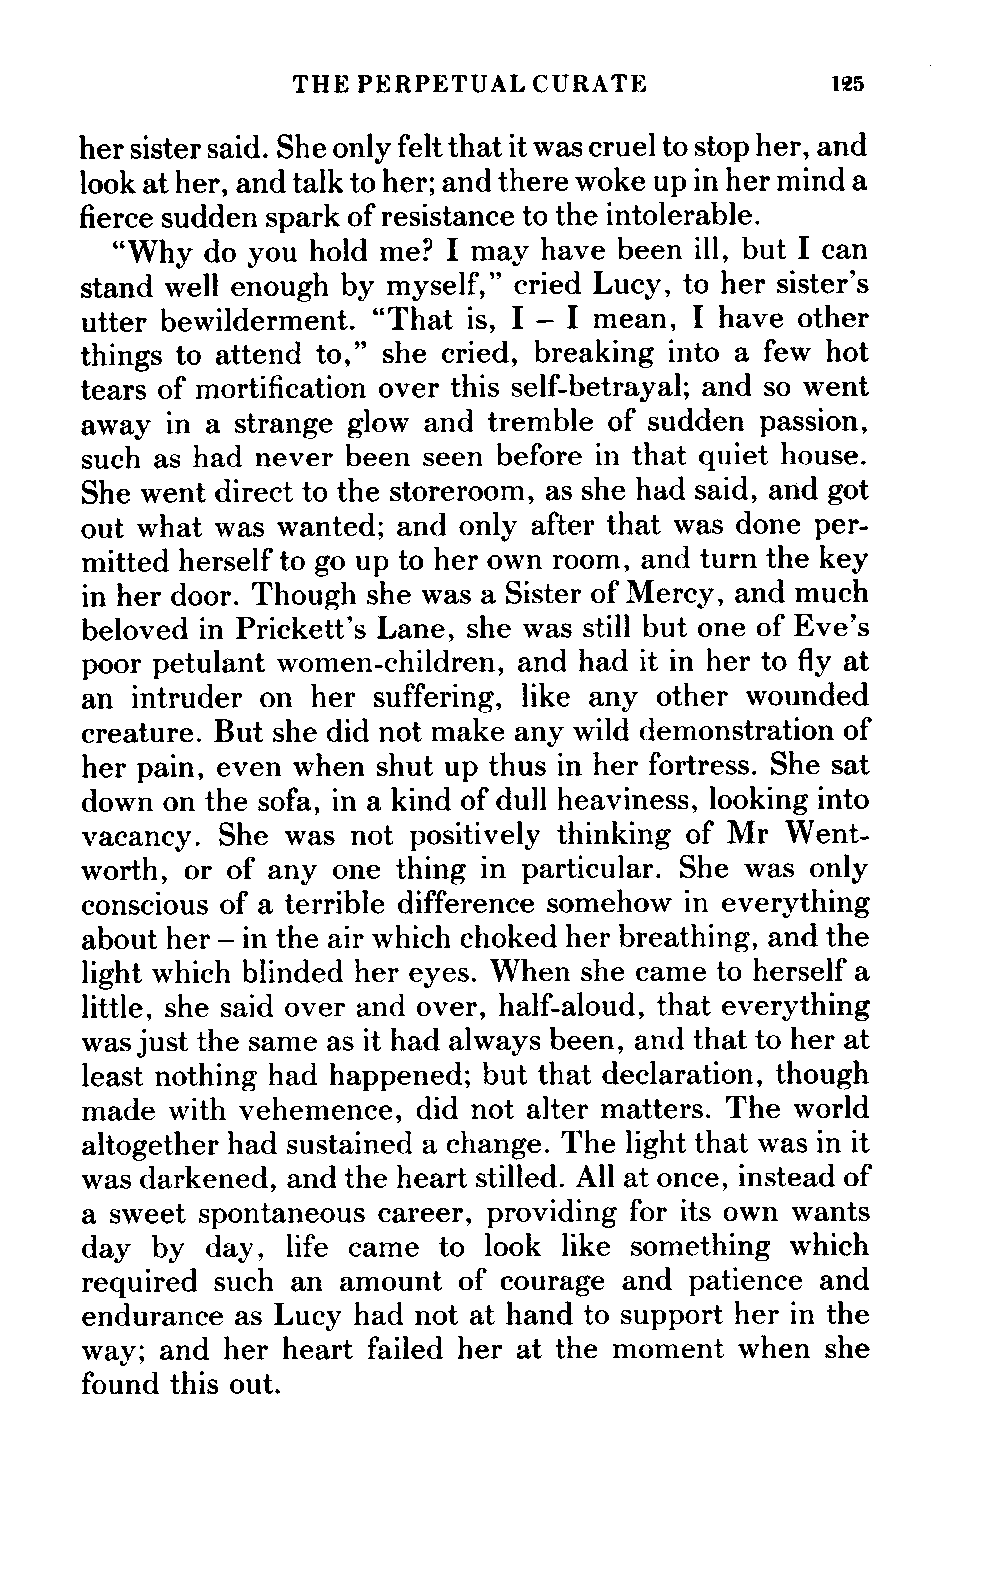 THE PERPETUAL CURATE 125
her sister said. She only felt that it was cruel to stop her, and
look at her, and talk to her; and there woke up in her mind a
fierce sudden spark of resistance to the intolerable.
“Why do you hold me? I may have been ill, but I can
stand well enough by myself,” cried Lucy, to her sister’s
utter bewilderment. “That is, I – I mean, I have other
things to attend to,” she cried, breaking into a few hot
tears of mortification over this self-betrayal; and so went
away in a strange glow and tremble of sudden passion,
such as had never been seen before in that quiet house.
She went direct to the storeroom, as she had said, and got
out what was wanted; and only after that was done per-
mitted herself to go up to her own room, and turn the key
in her door. Though she was a Sister of Mercy, and much
beloved in Prickett’s Lane, she was still but one of Eve’s
poor petulant women-children, and had it in her to fly at
an intruder on her suffering, like any other wounded
creature. But she did not make any wild demonstration of
her pain, even when shut up thus in her fortress. She sat
down on the sofa, in a kind of dull heaviness, looking into
vacancy. She was not positively thinking of Mr Went-
worth, or of any one thing in particular. She was only
conscious of a terrible difference somehow in everything
about her – in the air which choked her breathing, and the
light which blinded her eyes. When she came to herself a
little, she said over and over, half-aloud, that everything
was just the same as it had always been, and that to her at
least nothing had happened; but that declaration, though
made with vehemence, did not alter matters. The world
altogether had sustained a change. The light that was in it
was darkened, and the heart stilled. All at once, instead of
a sweet spontaneous career, providing for its own wants
day by day, life came to look like something which
required such an amount of courage and patience and
endurance as Lucy had not at hand to support her in the
way; and her heart failed her at the moment when she
found this out.